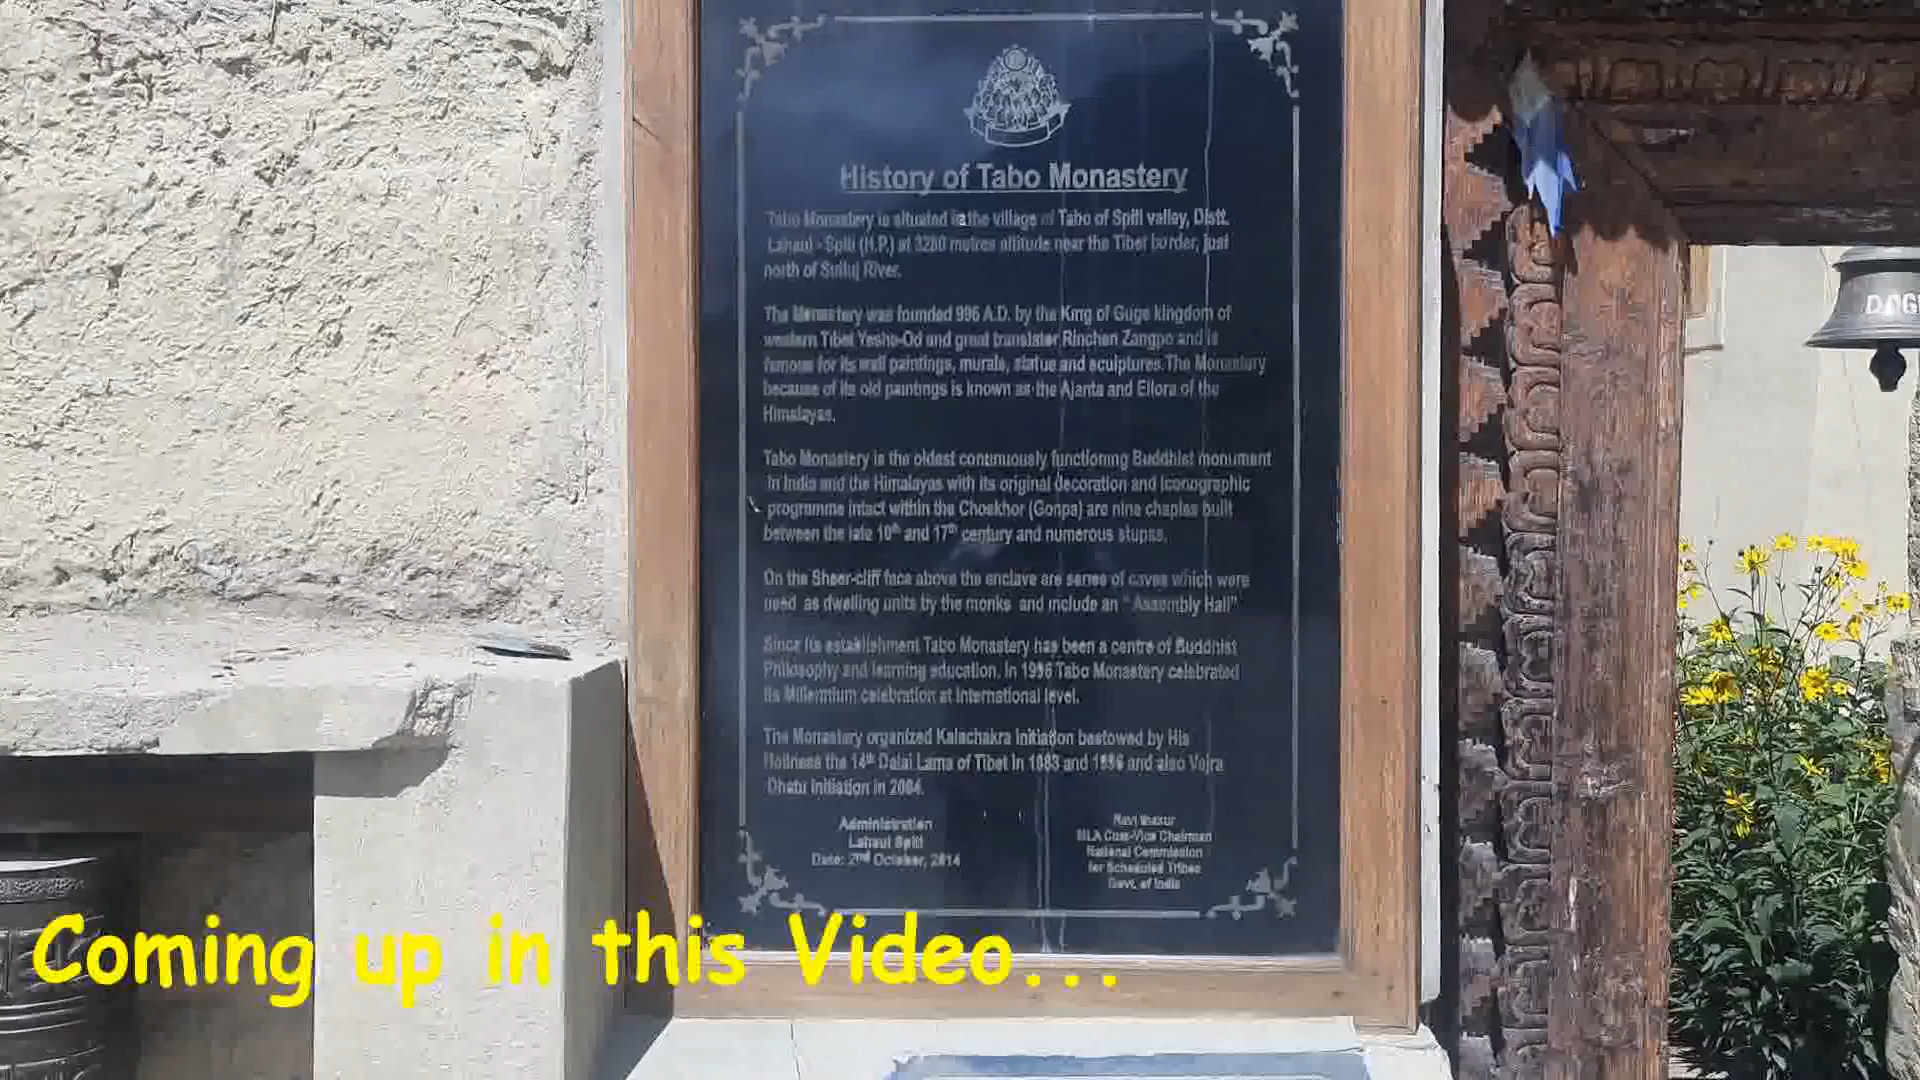 History of Tabo Monastery
Tabo Monastery is situated in the village of Tabo of Spiti valley, Distt.
Lahaul - Spiti (H.P.) at 3280 metres altitude near the Tibet border, just
north of Sutluj River.
The Monastery was founded 996 A.D. by the King of Guge kingdom of
western Tibet Yesho-Od and great translater Rinchen Zangpo and is
famous for its wall paintings, murals, statue and sculptures.The Monastery
because of its old paintings is known as the Ajanta and Ellora of the
Himalayas.
Tabo Monastery is the oldest continuously functioning Buddhist monument
in India and the Himalayas with its original decoration and iconographic
programme intact within the Choskhor (Gonpa) are nine chaples built
between the late 10th and 17th century and numerous stupas.
On the Sheer-cliff face above the enclave are series of caves which were
used as dwelling units by the monks and include an "Assembly Hall"
Since its establishment Tabo Monastery has been a centre of Buddhist
Philosophy and learning education. In 1996 Tabo Monastery celebrated
its Millennium celebration at international level.
The Monastery organized Kalachakra Initiation bestowed by His
Holiness the 14th Dalai Lama of Tibet in 1983 and 1996 and also Vajra
Dhatu initiation in 2004.
Administration
Lahaul Spiti
Date: 2nd October, 2014
Ravi Thakur
MLA Cum-Vice Chairman
National Commission
for Scheduled Tribes
Govt. of India
Coming up in this Video...